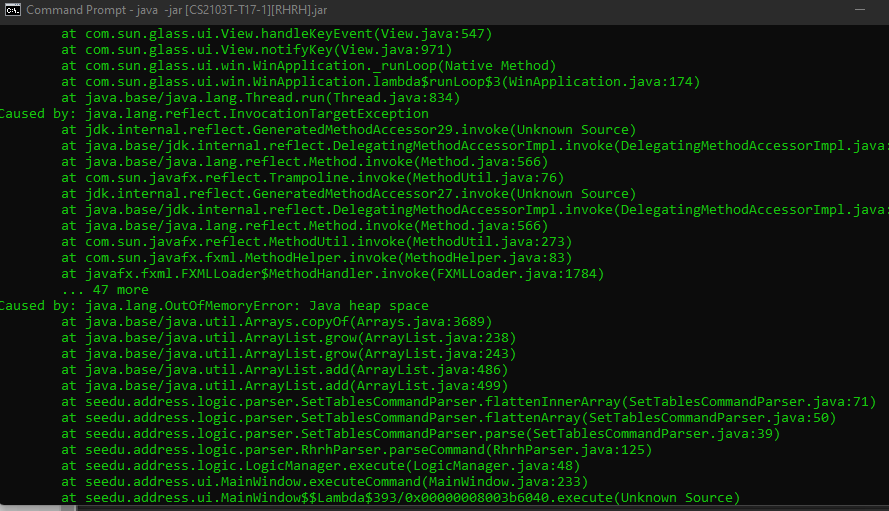 Command Prompt - java -jar [CS2103T-T17-1][RHRH].jar
at com.sun.glass.ui.View.handleKeyEvent(View.java:547)
at com.sun.glass.ui.View.notifyKey(View.java:971)
at com.sun.glass.ui.win.WinApplication._runLoop(Native Method)
at com.sun.glass.ui.win.WinApplication.lambda$runLoop$3(WinApplication.java:174)
at java.base/java.lang.Thread.run(Thread.java:834)
Caused by: java.lang.reflect.InvocationTargetException
at jdk.internal.reflect.GeneratedMethodAccessor29.invoke(Unknown Source)
at java.base/jdk.internal.reflect.DelegatingMethodAccessorImpl.invoke(DelegatingMethodAccessorImpl.java:
at java.base/java.lang.reflect.Method.invoke(Method.java:566)
at com.sun.javafx.reflect.Trampoline.invoke(MethodUtil.java:76)
at jdk.internal.reflect.GeneratedMethodAccessor27.invoke(Unknown Source)
at java.base/jdk.internal.reflect.DelegatingMethodAccessorImpl.invoke(DelegatingMethodAccessorImpl.java:
at java.base/java.lang.reflect.Method.invoke(Method.java:566)
at com.sun.javafx.reflect.MethodUtil.invoke(MethodUtil.java:273)
at com.sun.javafx.fxml.MethodHelper.invoke(MethodHelper.java:83)
at javafx.fxml.FXMLLoader$MethodHandler.invoke(FXMLLoader.java:1784)
... 47 more
Caused by: java.lang.OutOfMemoryError: Java heap space
at java.base/java.util.Arrays.copyOf(Arrays.java:3689)
at java.base/java.util.ArrayList.grow(ArrayList.java:238)
at java.base/java.util.ArrayList.grow(ArrayList.java:243)
at java.base/java.util.ArrayList.add(ArrayList.java:486)
at java.base/java.util.ArrayList.add(ArrayList.java:499)
at seedu.address.logic.parser.SetTablesCommandParser.flattenInnerArray(SetTablesCommandParser.java:71)
at seedu.address.logic.parser.SetTablesCommandParser.flattenArray(SetTablesCommandParser.java:50)
at seedu.address.logic.parser.SetTablesCommandParser.parse(SetTablesCommandParser.java:39)
at seedu.address.logic.parser.RhrhParser.parseCommand(RhrhParser.java:125)
at seedu.address.logic.LogicManager.execute(LogicManager.java:48)
at seedu.address.ui.MainWindow.executeCommand(MainWindow.java:233)
at seedu.address.ui.MainWindow$$Lambda$393/0x00000008003b6040.execute(Unknown Source)